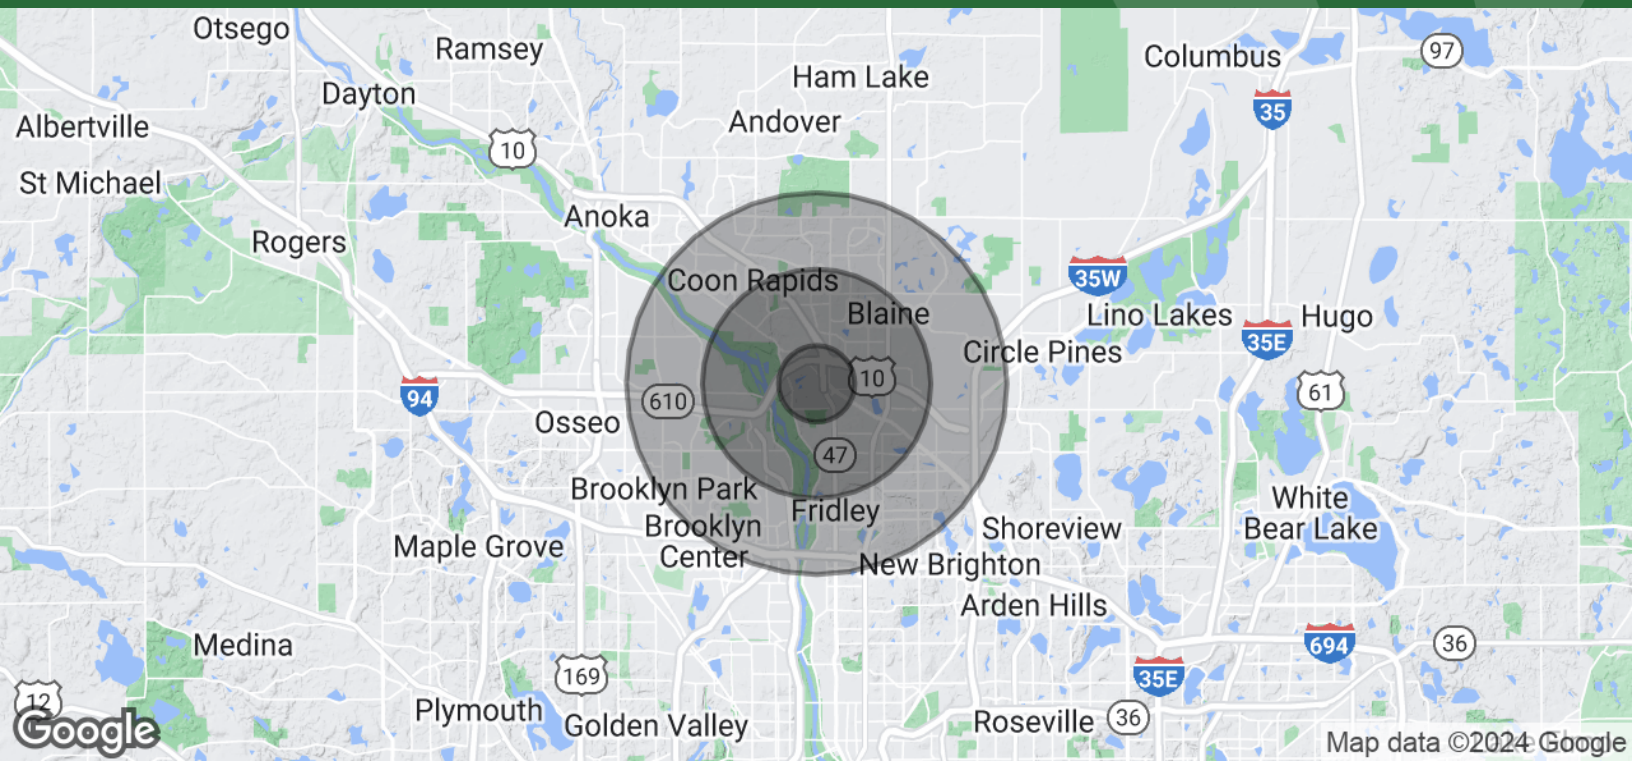 Otsego
Ramsey
Columbus
97
Ham Lake
Dayton
35
Andover
Albertville
10
St Michael
Anoka
Rogers
35W
Coon Rapids
Blaine
Lino Lakes
Hugo
35E
Circle Pines
10
61
94
610
Osseo
47
Brooklyn Park
White
Bear Lake
Fridley
Brooklyn
Center
Shoreview
Maple Grove
New Brighton
Arden Hills
Medina
694
36
169
35E
12
Plymouth
Golden Valley
Roseville
36
Google
Map data ©2024 Google